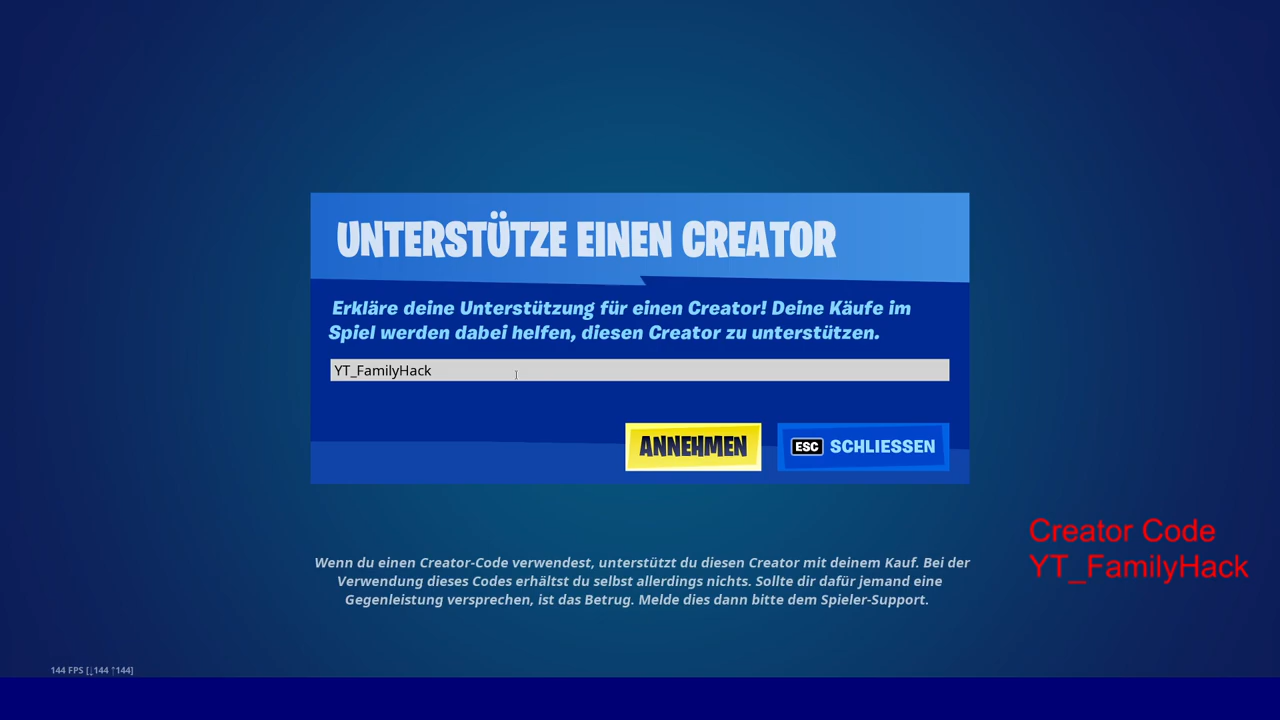 UNTERSTÜTZE EINEN CREATOR
Erkläre deine Unterstützung für einen Creator! Deine Käufe im
Spiel werden dabei helfen, diesen Creator zu unterstützen.
YT_FamilyHack
ANNEHMEN
ESC SCHLIESSEN
Creator Code
YT_FamilyHack
Wenn du einen Creator-Code verwendest, unterstützt du diesen Creator mit deinem Kauf. Bei der
Verwendung dieses Codes erhältst du selbst allerdings nichts. Sollte dir dafür jemand eine
Gegenleistung versprechen, ist das Betrug. Melde dies dann bitte dem Spieler-Support.
144 FPS [↓144 ↑144]